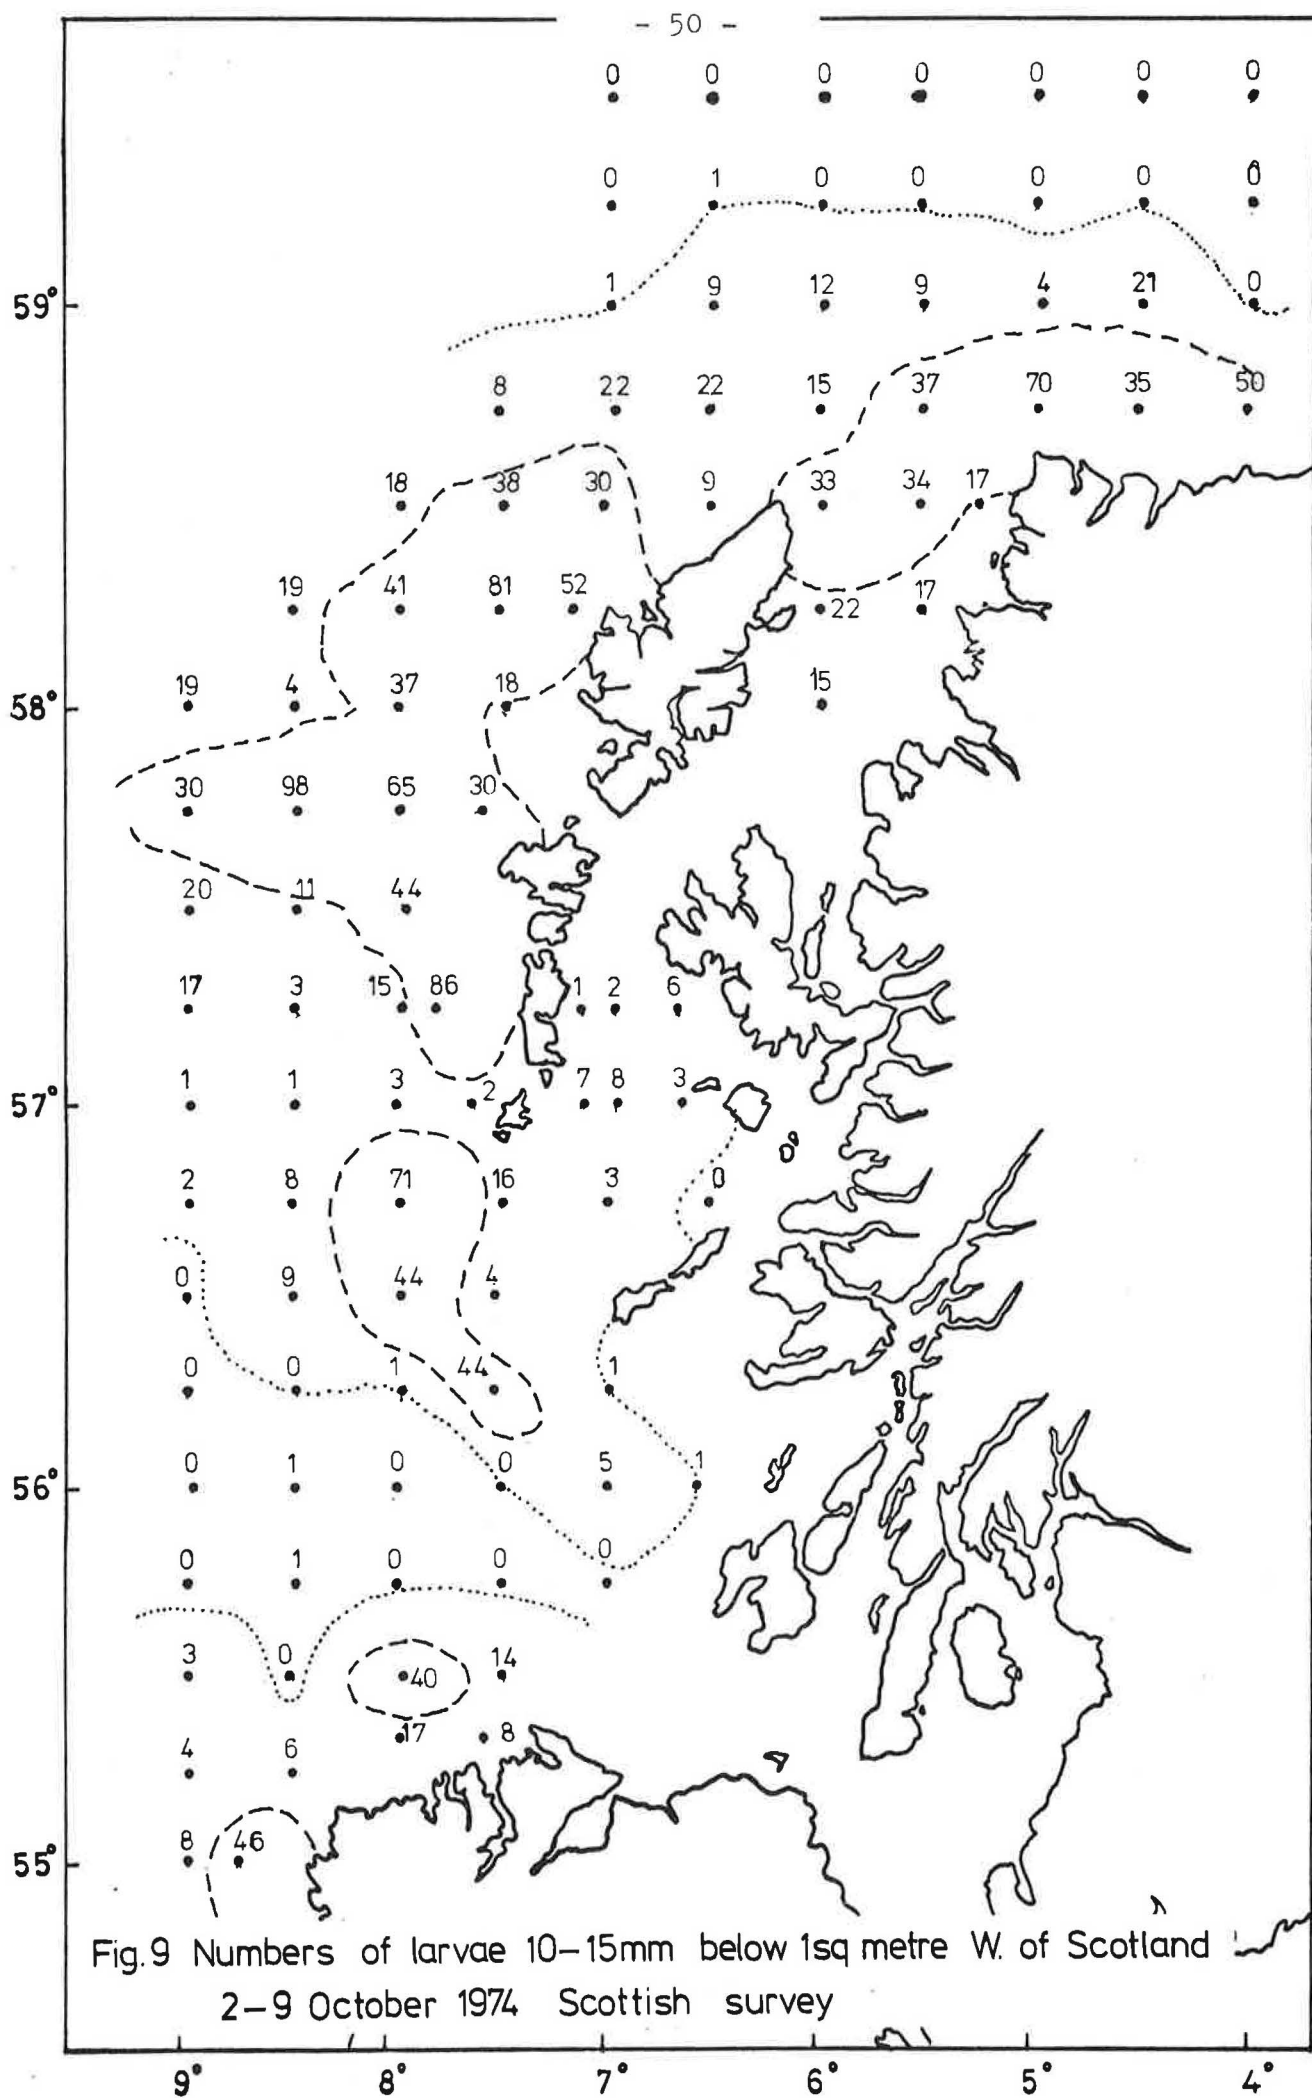 - 50 -
0 0 0 0 0 0 0
0 1 0 0 0 0 0
59° 1 9 12 9 4 21 0
8 22 22 15 37 70 35 50
18 38 30 9 33 34 17
19 41 81 52 22 17
58° 19 4 37 18 15
30 98 65 30
20 11 44
17 3 15 86 1 2 6
57° 1 1 3 2 7 8 3
2 8 71 16 3 0
0 9 44 4
0 0 1 44 1
56° 0 1 0 0 5 1
0 1 0 0 0
3 0 40 14
17 8
4 6
55° 8 46
Fig.9 Numbers of larvae 10-15mm below 1sq metre W. of Scotland
2-9 October 1974 Scottish survey
9° 8° 7° 6° 5° 4°